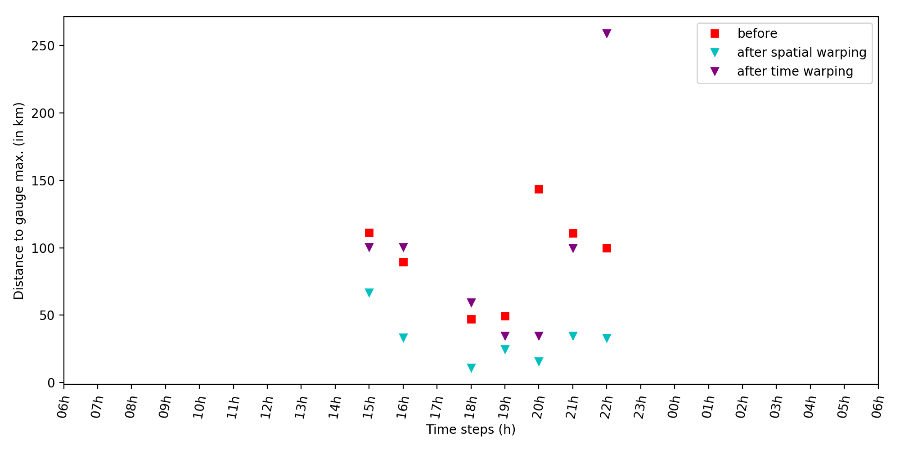 before
after spatial warping
after time warping
Distance to gauge max. (in km)
250
200
150
100
50
0
06h 07h 08h 09h 10h 11h 12h 13h 14h 15h 16h 17h 18h 19h 20h 21h 22h 23h 00h 01h 02h 03h 04h 05h 06h
Time steps (h)